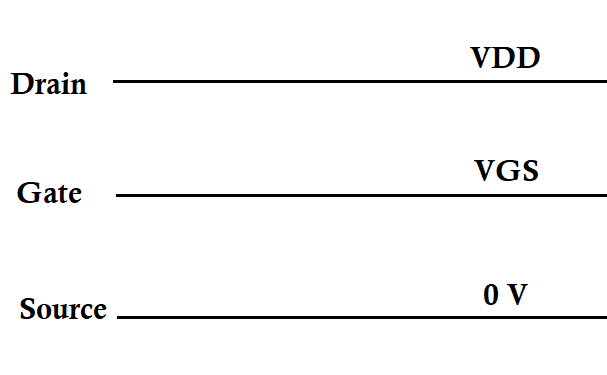 VDD
Drain
VGS
Gate
0 V
Source